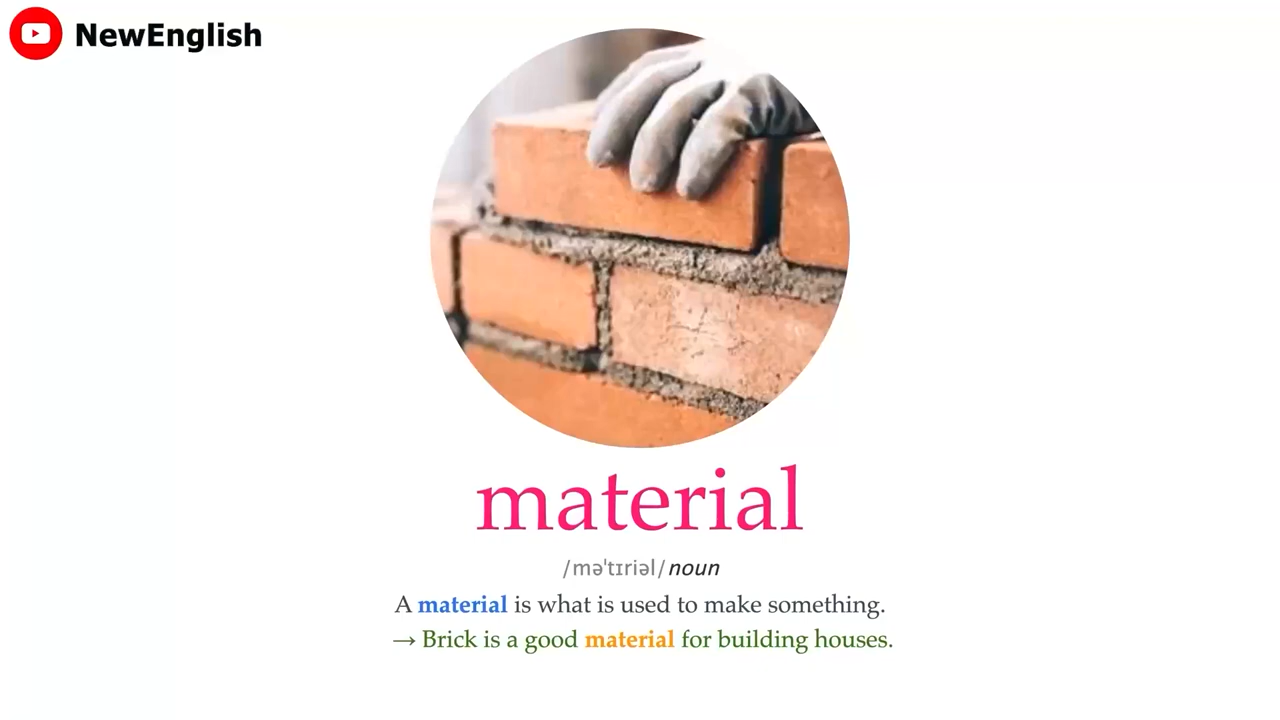 NewEnglish
material
/məˈtɪriəl/ noun
A material is what is used to make something.
→ Brick is a good material for building houses.